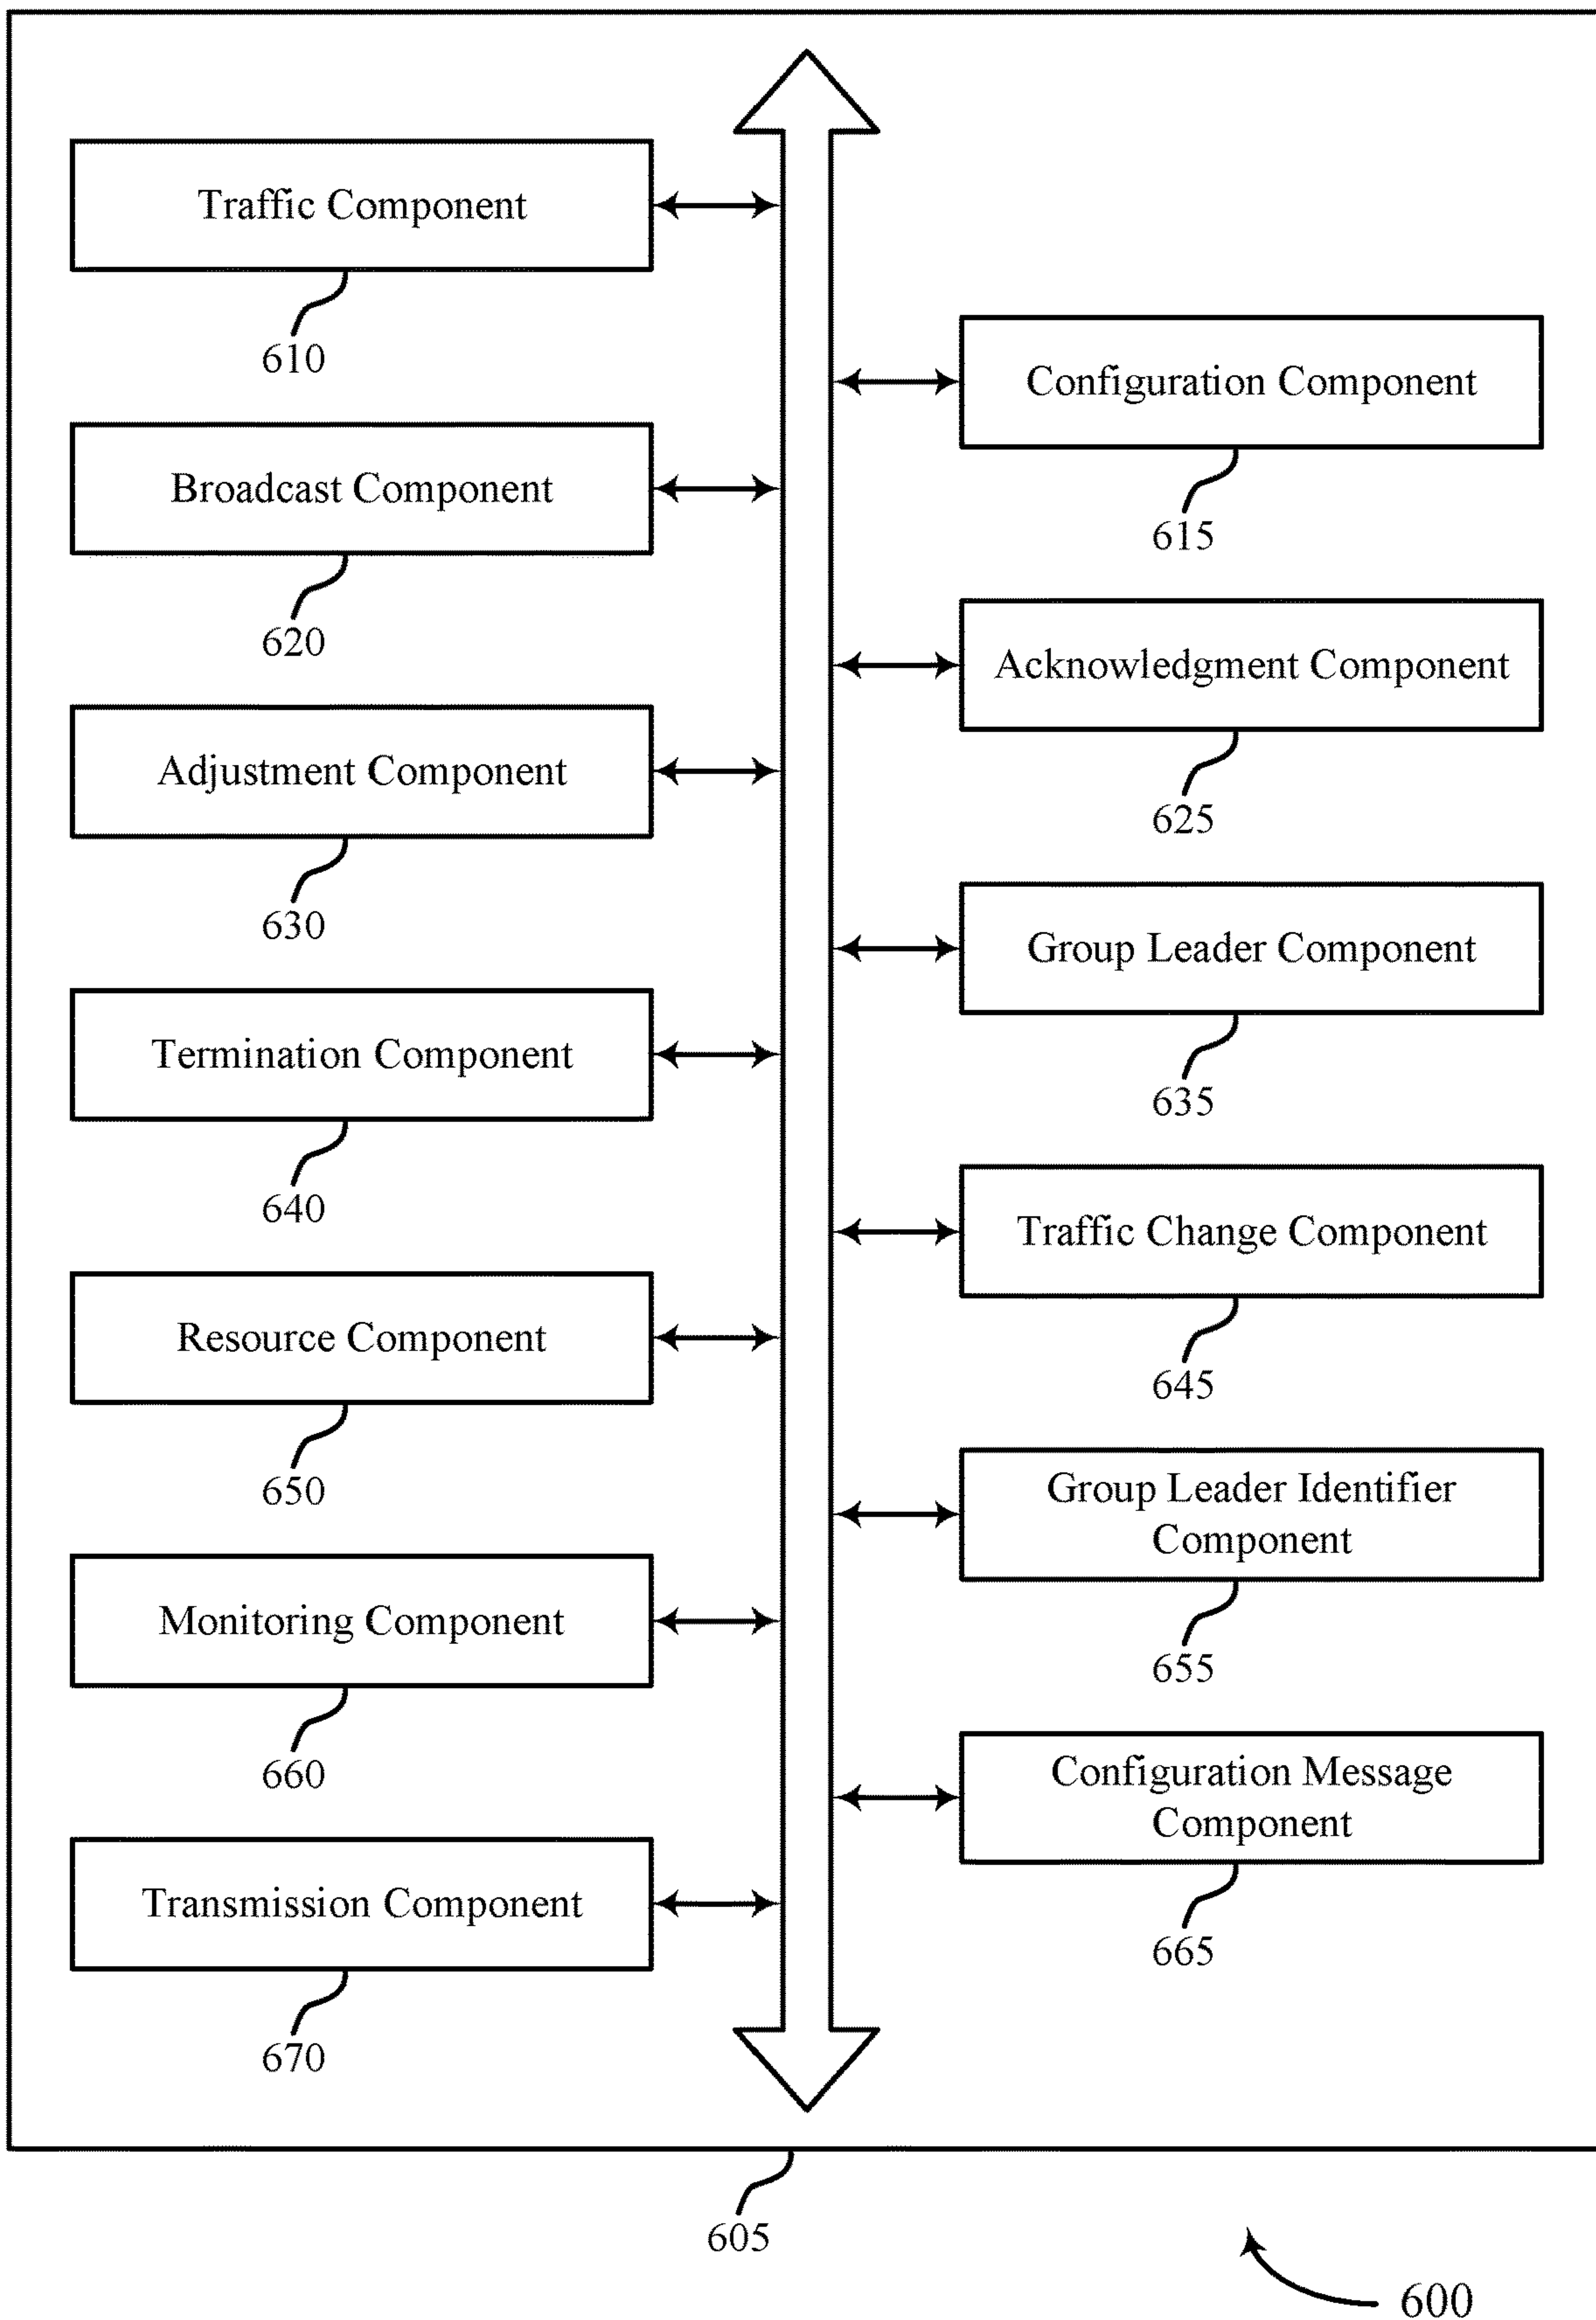 Traffic Component
610
Configuration Component
615
Broadcast Component
620
Acknowledgment Component
625
Adjustment Component
630
Group Leader Component
635
Termination Component
640
Traffic Change Component
645
Resource Component
650
Group Leader Identifier
Component
655
Monitoring Component
660
Configuration Message
Component
665
Transmission Component
670
605
600